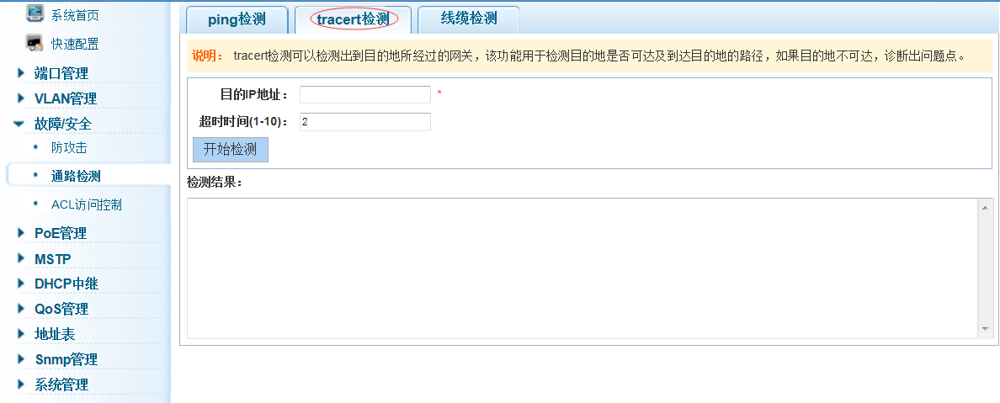 系统首页
快速配置
端口管理
VLAN管理
故障/安全
防攻击
通路检测
ACL访问控制
PoE管理
MSTP
DHCP中继
QoS管理
地址表
Snmp管理
系统管理
ping检测
tracert检测
线缆检测
说明： tracert检测可以检测出到目的地所经过的网关，该功能用于检测目的地是否可达及到达目的地的路径，如果目的地不可达，诊断出问题点。
目的IP地址： *
超时时间(1-10)： 2
开始检测
检测结果：